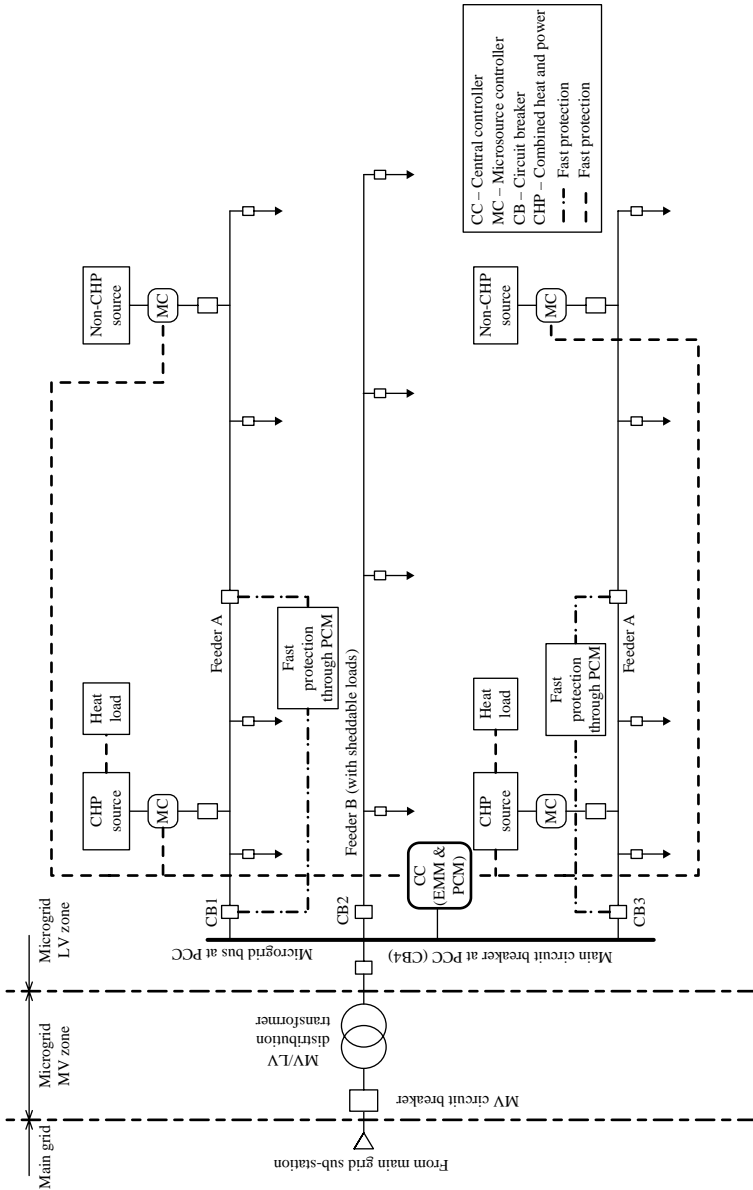 Main grid
Microgrid
MV zone
Microgrid
LV zone
From main grid sub-station
MV circuit breaker
MV/LV
distribution
transformer
Microgrid bus at PCC
Main circuit breaker at PCC (CB4)
CB1
CB2
CB3
CC
(EMM &
PCM)
CHP
source
MC
Heat
load
Feeder A
Fast
protection
through PCM
Non-CHP
source
MC
Feeder B (with sheddable loads)
CHP
source
MC
Heat
load
Feeder A
Fast
protection
through PCM
Non-CHP
source
MC
CC – Central controller
MC – Microsource controller
CB – Circuit breaker
CHP – Combined heat and power
Fast protection
Fast protection